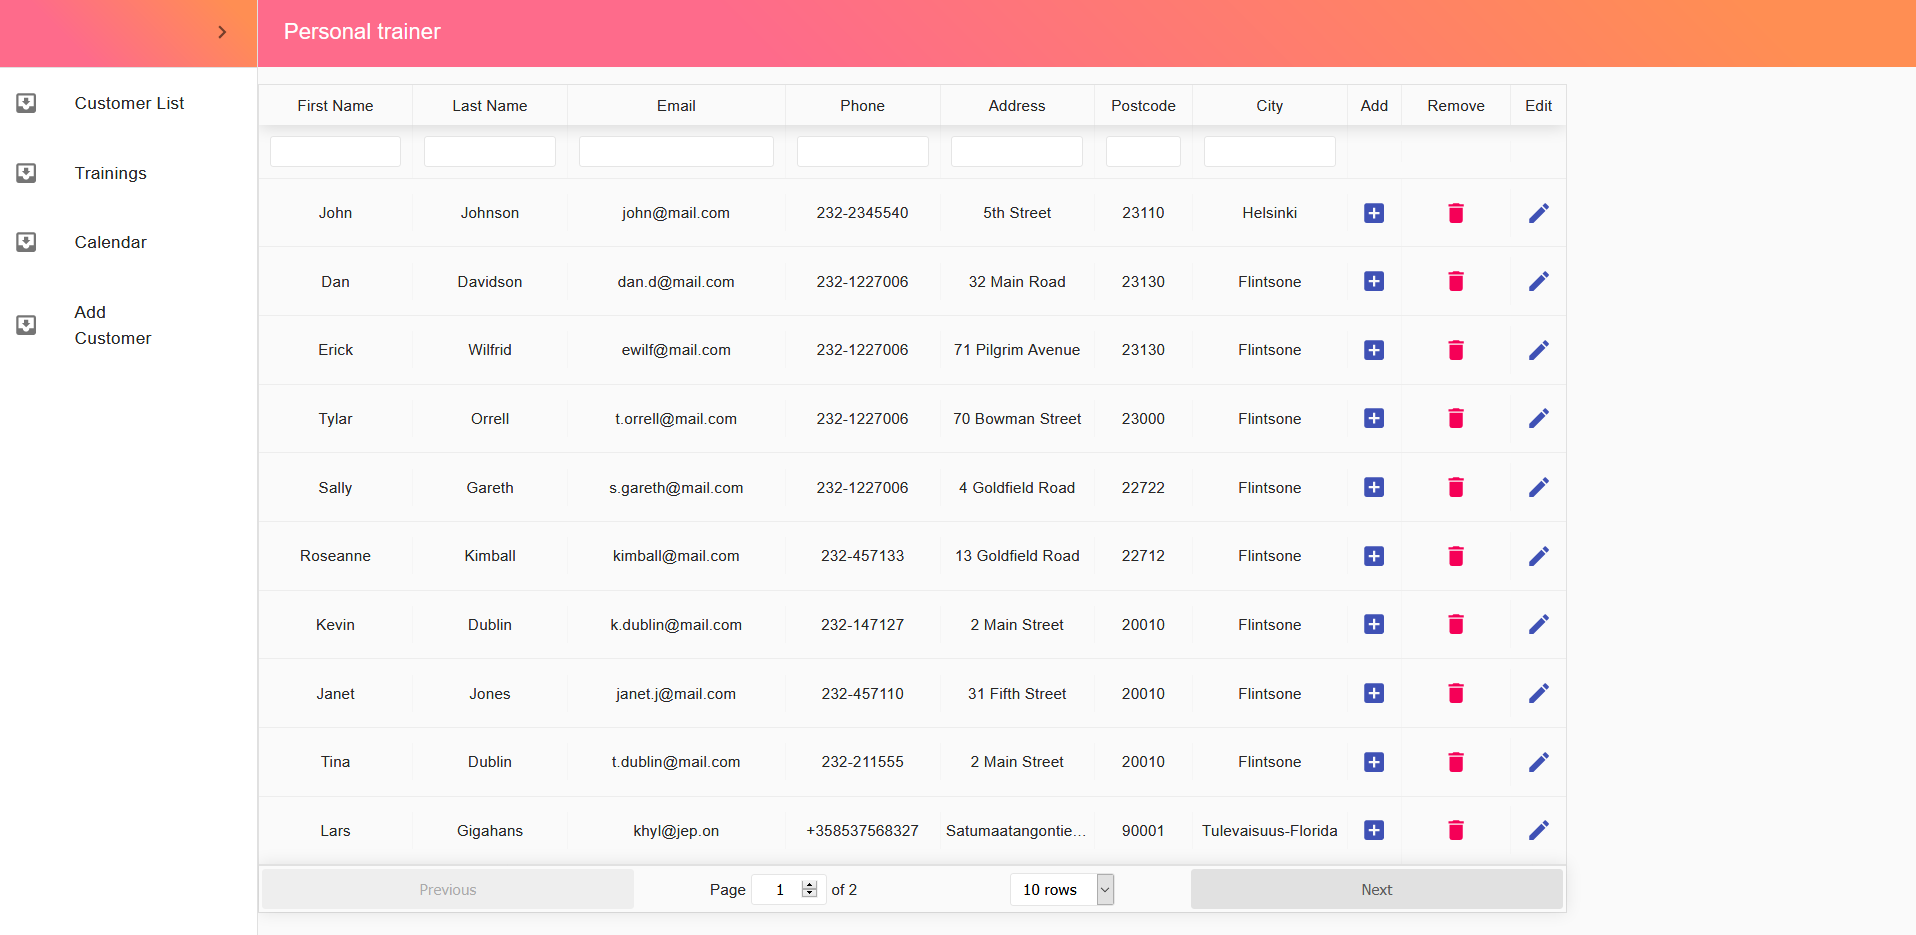 Personal trainer
Customer List
Trainings
Calendar
Add
Customer
First Name Last Name Email Phone Address Postcode City Add Remove Edit
John Johnson john@mail.com 232-2345540 5th Street 23110 Helsinki
Dan Davidson dan.d@mail.com 232-1227006 32 Main Road 23130 Flintsone
Erick Wilfrid ewilf@mail.com 232-1227006 71 Pilgrim Avenue 23130 Flintsone
Tylar Orrell t.orrell@mail.com 232-1227006 70 Bowman Street 23000 Flintsone
Sally Gareth s.gareth@mail.com 232-1227006 4 Goldfield Road 22722 Flintsone
Roseanne Kimball kimball@mail.com 232-457133 13 Goldfield Road 22712 Flintsone
Kevin Dublin k.dublin@mail.com 232-147127 2 Main Street 20010 Flintsone
Janet Jones janet.j@mail.com 232-457110 31 Fifth Street 20010 Flintsone
Tina Dublin t.dublin@mail.com 232-211555 2 Main Street 20010 Flintsone
Lars Gigahans khyl@jep.on +358537568327 Satumaatangontie... 90001 Tulevaisuus-Florida
Previous Page 1 of 2 10 rows Next